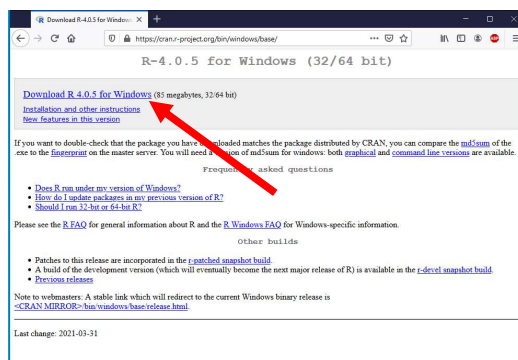 Download R-4.0.5 for Windows
https://cran.r-project.org/bin/windows/base/
R-4.0.5 for Windows (32/64 bit)
Download R 4.0.5 for Windows (85 megabytes, 32/64 bit)
Installation and other instructions
New features in this version
If you want to double-check that the package you have downloaded matches the package distributed by CRAN, you can compare the md5sum of the
.exe to the fingerprint on the master server. You will need a version of md5sum for windows: both graphical and command line versions are available.
Frequently asked questions
Does R run under my version of Windows?
How do I update packages in my previous version of R?
Should I run 32-bit or 64-bit R?
Please see the R FAQ for general information about R and the R Windows FAQ for Windows-specific information.
Other builds
Patches to this release are incorporated in the r-patched snapshot build.
A build of the development version (which will eventually become the next major release of R) is available in the r-devel snapshot build.
Previous releases
Note to webmasters: A stable link which will redirect to the current Windows binary release is
<CRAN MIRROR>/bin/windows/base/release.html.
Last change: 2021-03-31